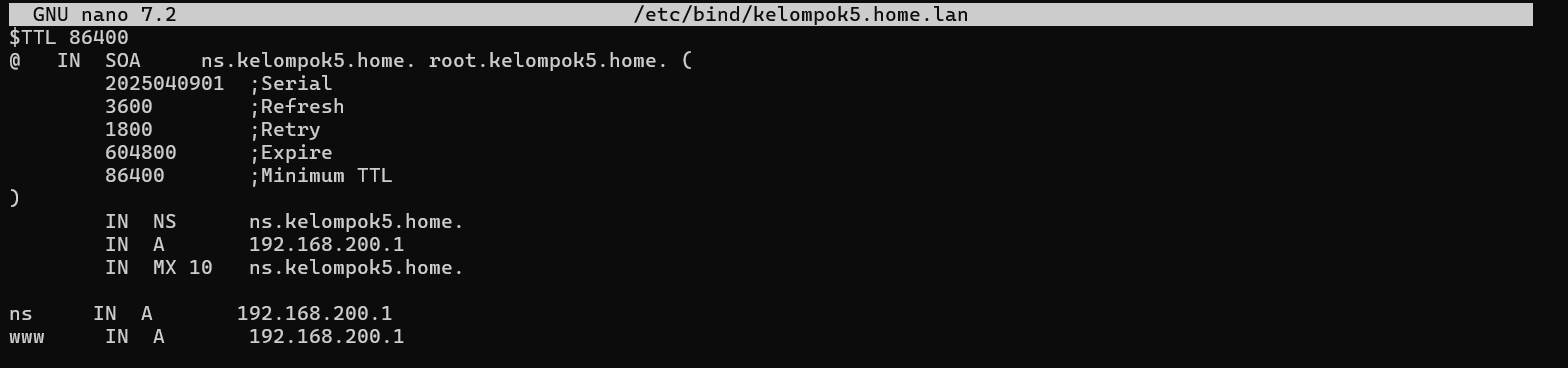 GNU nano 7.2 /etc/bind/kelompok5.home.lan
$TTL 86400
@ IN SOA ns.kelompok5.home. root.kelompok5.home. (
2025040901 ;Serial
3600 ;Refresh
1800 ;Retry
604800 ;Expire
86400 ;Minimum TTL
)
IN NS ns.kelompok5.home.
IN A 192.168.200.1
IN MX 10 ns.kelompok5.home.
ns IN A 192.168.200.1
www IN A 192.168.200.1